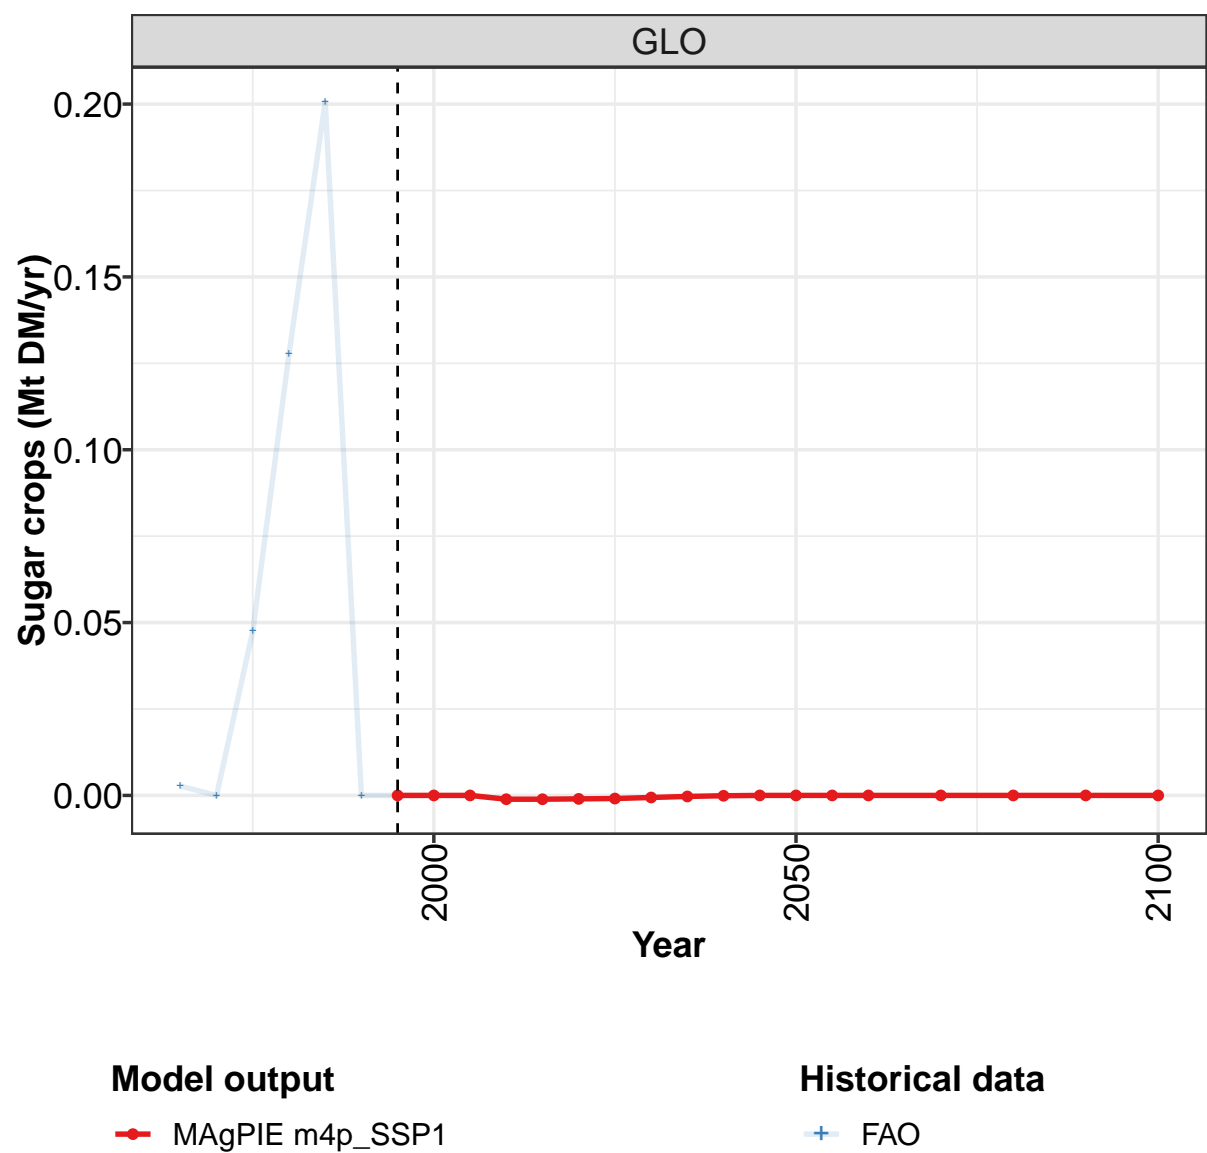 GLO
Sugar crops (Mt DM/yr)
0.20
0.15
0.10
0.05
0.00
2000
2050
2100
Year
Model output
MAgPIE m4p_SSP1
Historical data
FAO